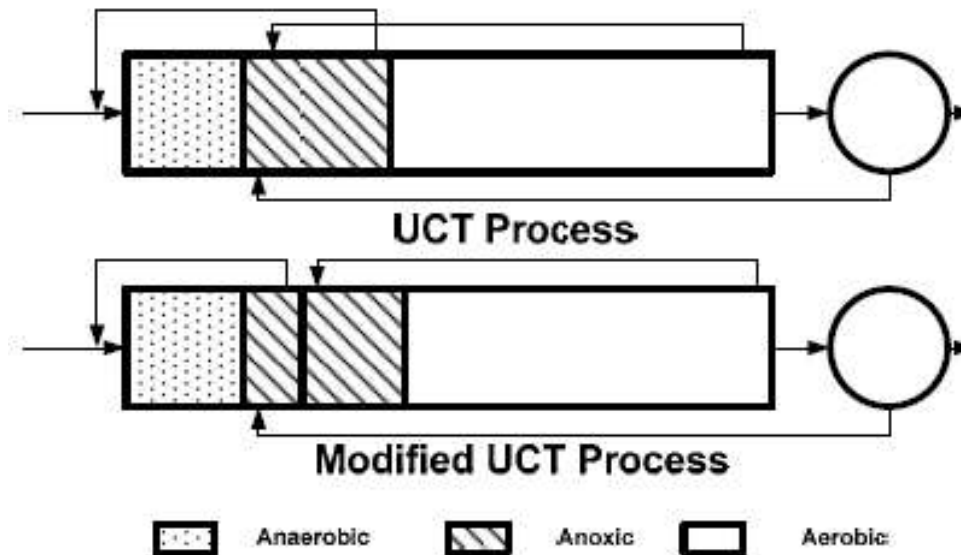 UCT Process
Modified UCT Process
Anaerobic Anoxic Aerobic